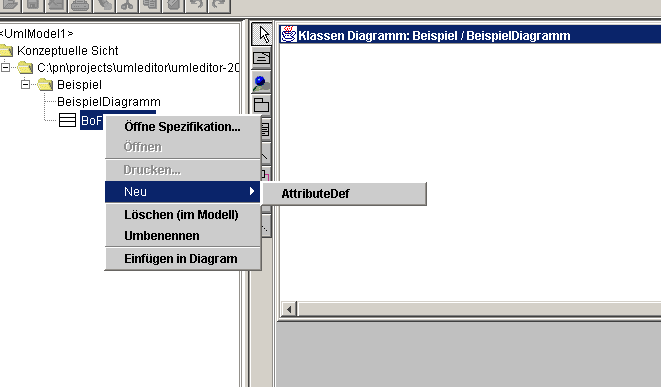 <UmlModel1>
Konzeptuelle Sicht
C:\pn\projects\umleditor\umleditor-20
Beispiel
BeispielDiagramm
BoF
Klassen Diagramm: Beispiel / BeispielDiagramm
Öffne Spezifikation...
Öffnen
Drucken...
Neu
AttributeDef
Löschen (im Modell)
Umbenennen
Einfügen in Diagram